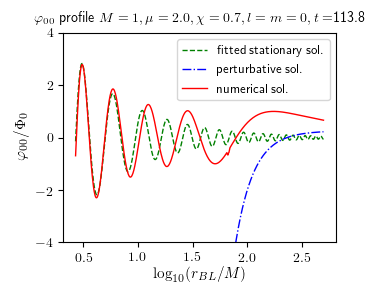 φ₀₀ profile M = 1, μ = 2.0, χ = 0.7, l = m = 0, t =113.8
4
2
0
−2
−4
φ₀₀/Φ₀
fitted stationary sol.
perturbative sol.
numerical sol.
0.5 1.0 1.5 2.0 2.5
log₁₀(r_BL/M)